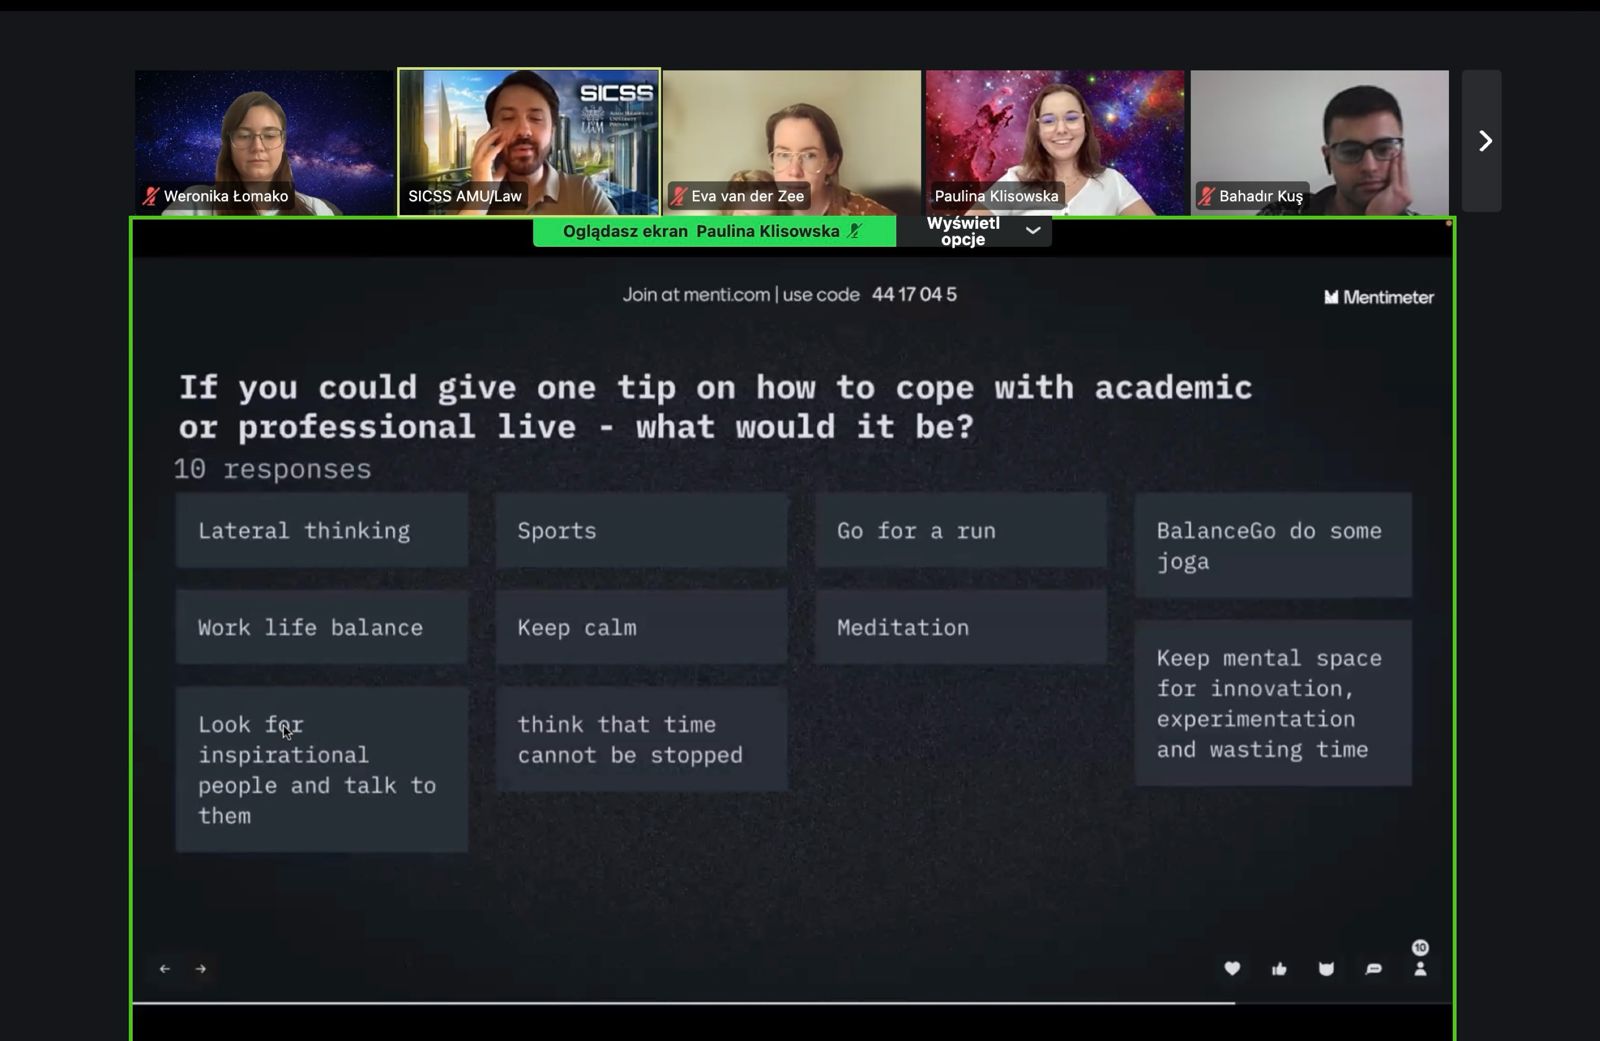 SICSS
UAM
Weronika Łomako
SICSS AMU/Law
Eva van der Zee
Paulina Klisowska
Bahadır Kuş
Oglądasz ekran Paulina Klisowska
Wyświetl
opcje
Join at menti.com | use code 44 17 04 5
Mentimeter
If you could give one tip on how to cope with academic
or professional live - what would it be?
10 responses
Lateral thinking
Sports
Go for a run
BalanceGo do some
joga
Work life balance
Keep calm
Meditation
Keep mental space
for innovation,
experimentation
and wasting time
Look for
inspirational
people and talk to
them
think that time
cannot be stopped
10